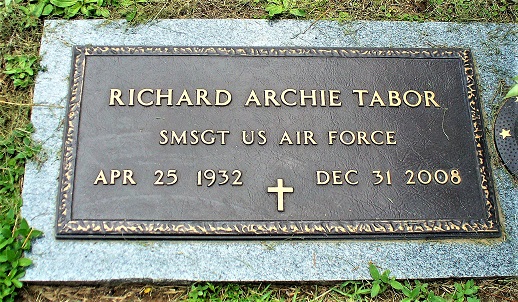 RICHARD ARCHIE TABOR
SMSGT US AIR FORCE
APR 25 1932 DEC 31 2008